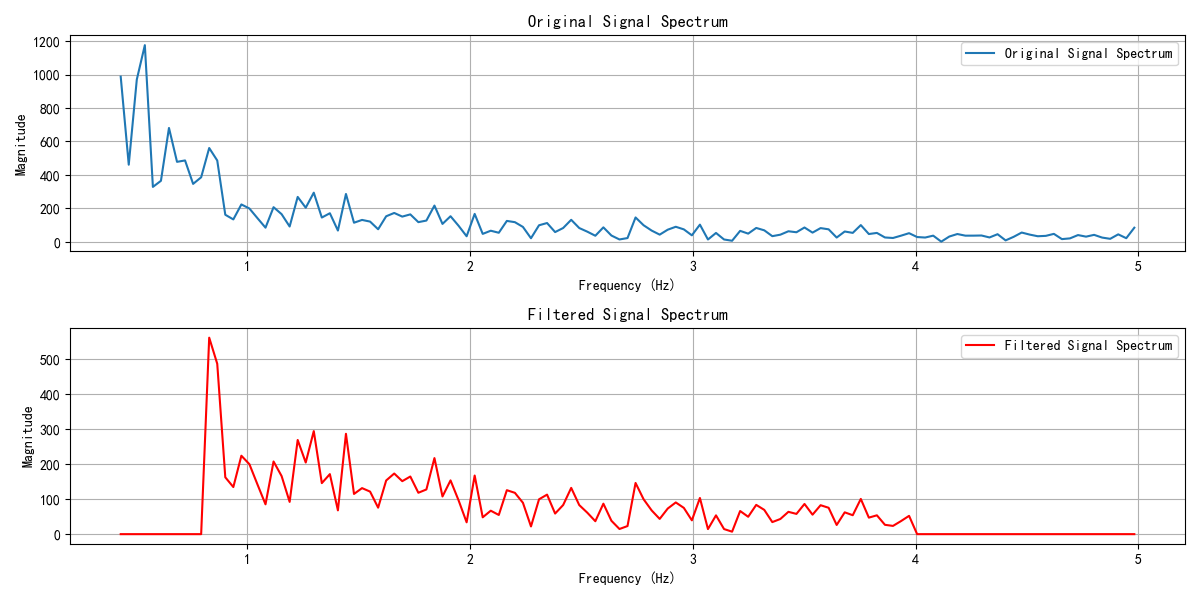 Original Signal Spectrum
1200
1000
800
600
400
200
0
Magnitude
Original Signal Spectrum
1 2 3 4 5
Frequency (Hz)
Filtered Signal Spectrum
500
400
300
200
100
0
Magnitude
Filtered Signal Spectrum
1 2 3 4 5
Frequency (Hz)